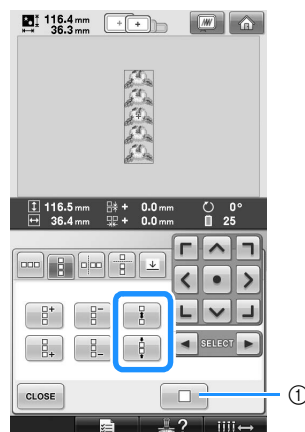 116.4 mm
36.3 mm
116.5 mm + 0.0 mm 0°
36.4 mm + 0.0 mm 25
SELECT
CLOSE
①
?